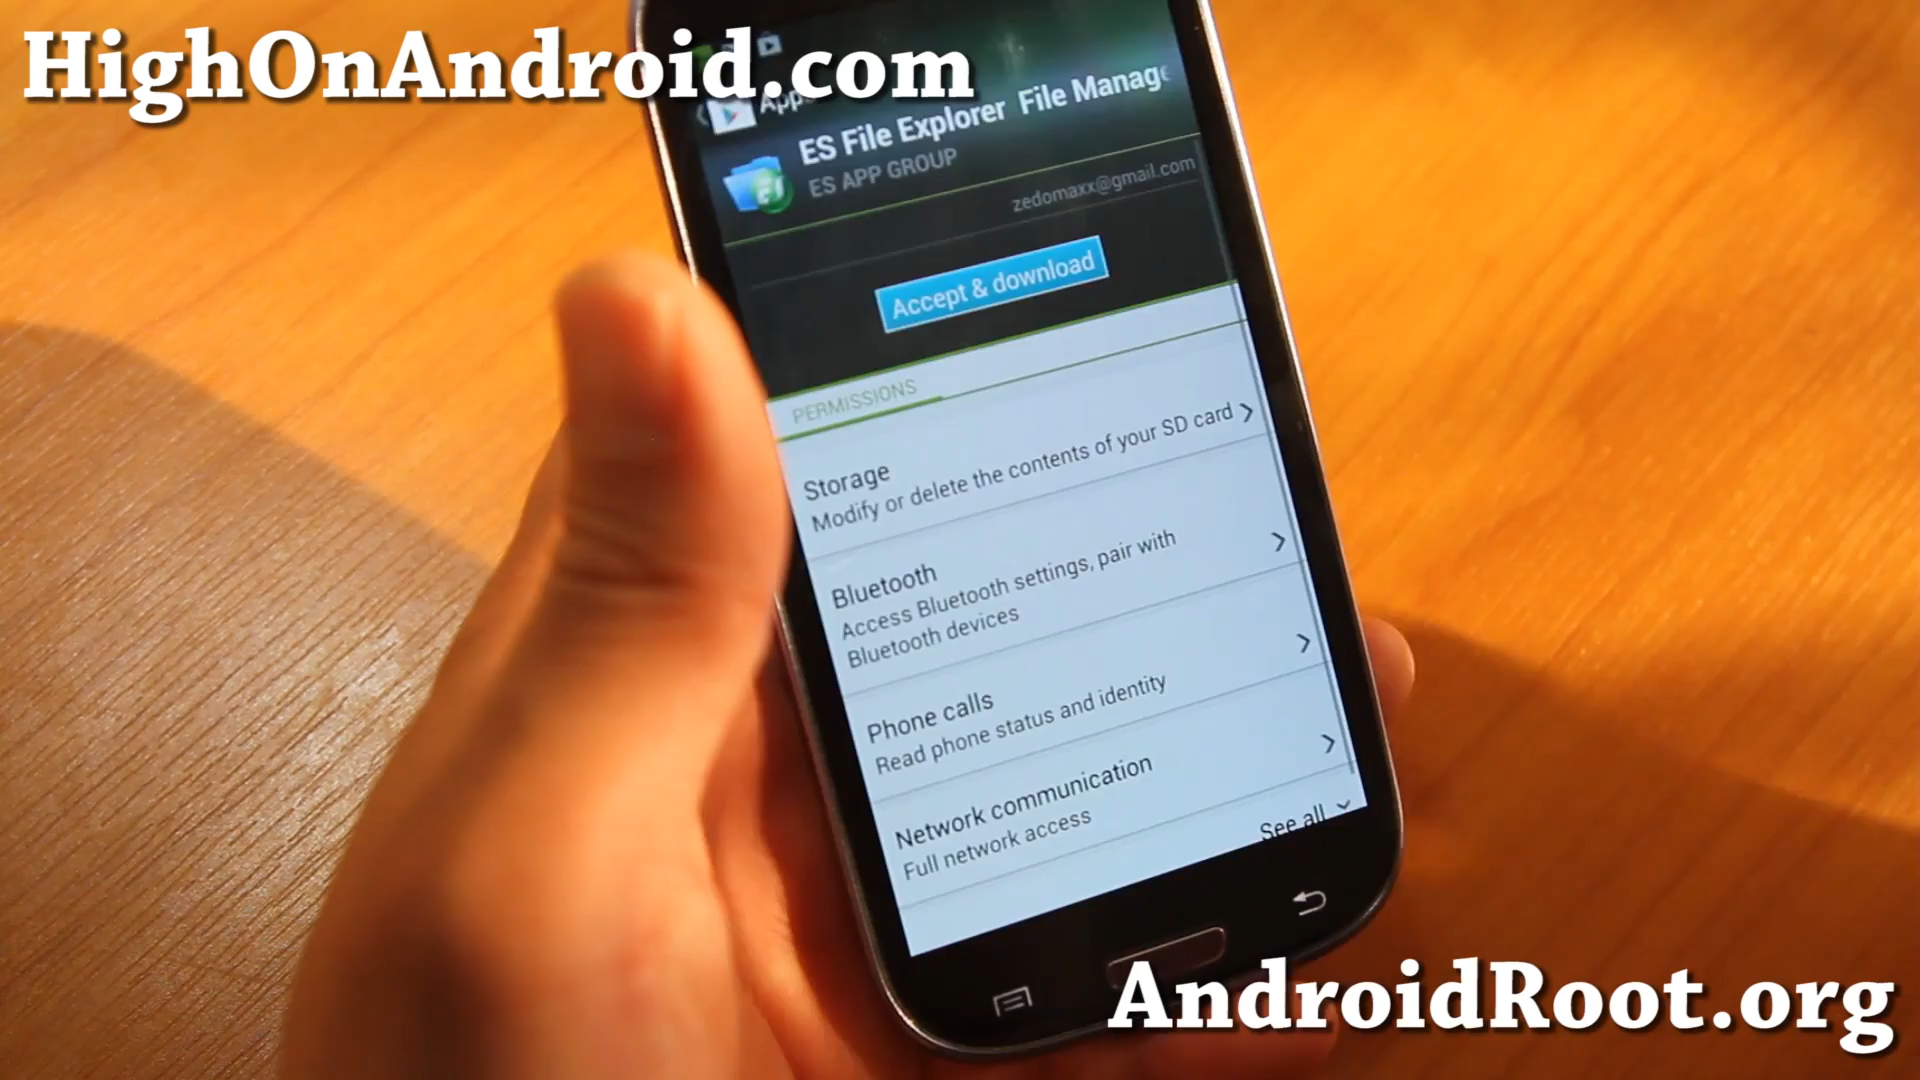 HighOnAndroid.com
Apps
ES File Explorer File Manage
ES APP GROUP
zedomaxx@gmail.com
Accept & download
PERMISSIONS
Storage
Modify or delete the contents of your SD card
Bluetooth
Access Bluetooth settings, pair with
Bluetooth devices
Phone calls
Read phone status and identity
Network communication
Full network access
See all
AndroidRoot.org